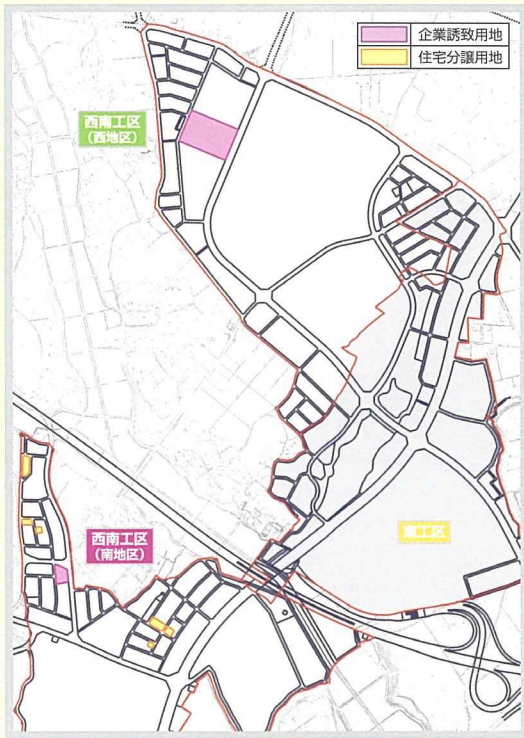 企業誘致用地
住宅分譲用地
西南工区
（西地区）
西南工区
（南地区）
東工区